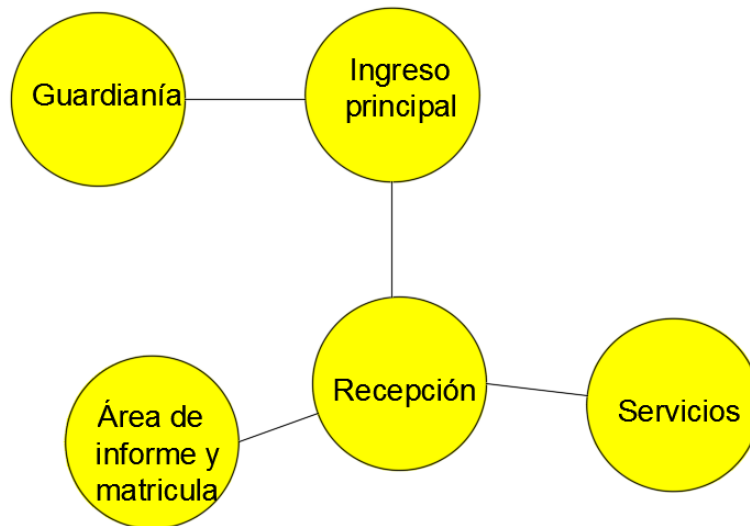 Guardianía
Ingreso
principal
Recepción
Servicios
Área de
informe y
matricula